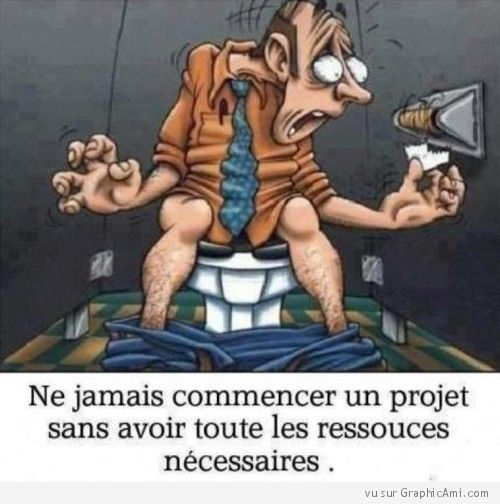 Ne jamais commencer un projet
sans avoir toute les ressouces
nécessaires .
vu sur GraphicAmi.com